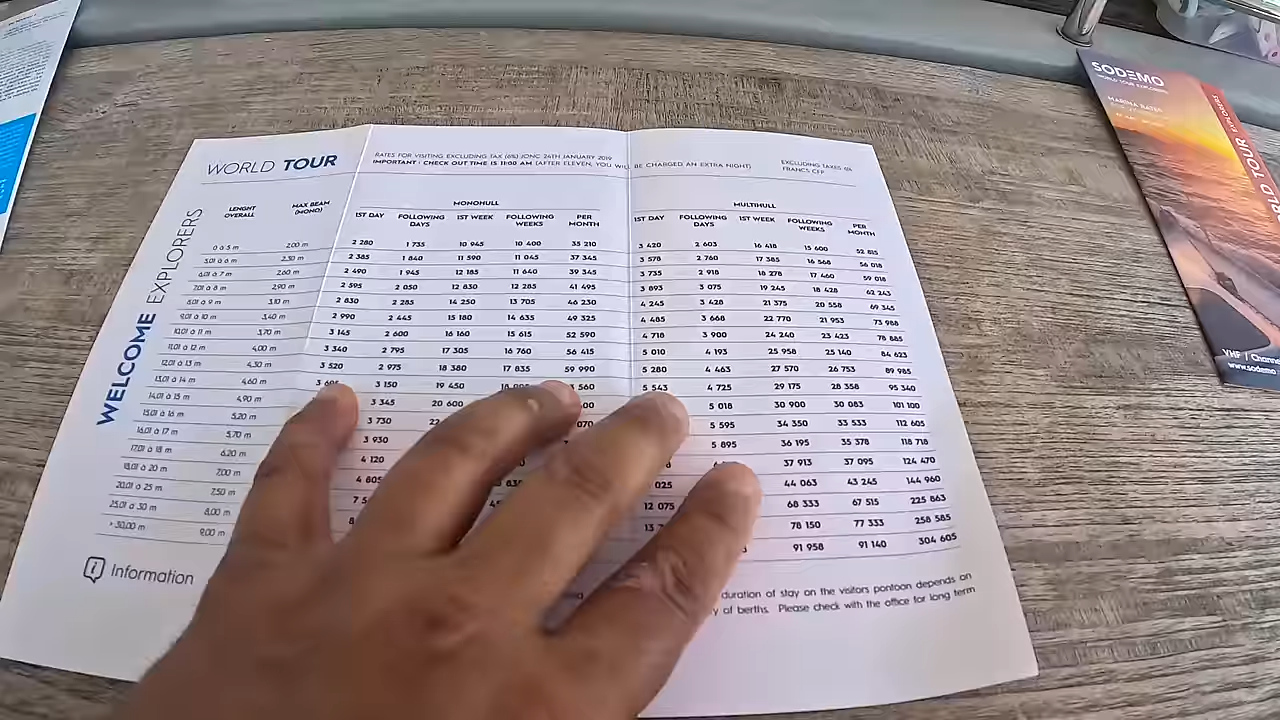 WORLD TOUR
WELCOME EXPLORERS
RATES FOR VISITING EXCLUDING TAX (6%) JONC 26TH JANUARY 2019
IMPORTANT : CHECK OUT TIME IS 11:00 AM (AFTER ELEVEN, YOU WILL BE CHARGED AN EXTRA NIGHT)
EXCLUDING TAXES 6%
FRANCS CFP
MONOHULL MULTIHULL
LENGHT OVERALL MAX BEAM (MONO) 1ST DAY FOLLOWING DAYS 1ST WEEK FOLLOWING WEEKS PER MONTH 1ST DAY FOLLOWING DAYS 1ST WEEK FOLLOWING WEEKS PER MONTH
0 à 5 m 2,00 m 2 280 1 735 10 945 10 400 35 210 3 420 2 603 16 418 15 600 52 815
5,01 à 6 m 2,30 m 2 385 1 840 11 590 11 045 37 345 3 578 2 760 17 385 16 568 56 018
6,01 à 7 m 2,60 m 2 490 1 945 12 185 11 640 39 345 3 735 2 918 18 278 17 460 59 018
7,01 à 8 m 2,90 m 2 595 2 050 12 830 12 285 41 495 3 893 3 075 19 245 18 428 62 243
8,01 à 9 m 3,10 m 2 830 2 285 14 250 13 705 46 230 4 245 3 428 21 375 20 558 69 345
9,01 à 10 m 3,40 m 2 990 2 445 15 180 14 635 49 325 4 485 3 668 22 770 21 953 73 988
10,01 à 11 m 3,70 m 3 145 2 600 16 160 15 615 52 590 4 718 3 900 24 240 23 423 78 885
11,01 à 12 m 4,00 m 3 340 2 795 17 305 16 760 56 415 5 010 4 193 25 958 25 140 84 623
12,01 à 13 m 4,30 m 3 520 2 975 18 380 17 835 59 990 5 280 4 463 27 570 26 753 89 985
13,01 à 14 m 4,60 m 3 150 19 450 560 5 543 4 725 29 175 28 358 95 340
14,01 à 15 m 4,90 m 3 345 20 600 5 018 30 900 30 083 101 100
15,01 à 16 m 5,20 m 3 730 070 5 595 34 350 33 533 112 605
16,01 à 17 m 5,70 m 3 930 5 895 36 195 35 378 118 718
17,01 à 18 m 6,20 m 4 120 37 913 37 095 124 470
18,01 à 20 m 7,00 m 4 805 025 44 063 43 245 144 960
20,01 à 25 m 7,50 m 12 075 68 333 67 515 225 863
25,01 à 30 m 8,00 m 78 150 77 333 258 585
> 30,00 m 9,00 m 91 958 91 140 304 605
Information
duration of stay on the visitors pontoon depends on
of berths. Please check with the office for long term
SODEMO
WORLD TOUR EXPLORERS
MARINA RATES
VHF
www.sodemo